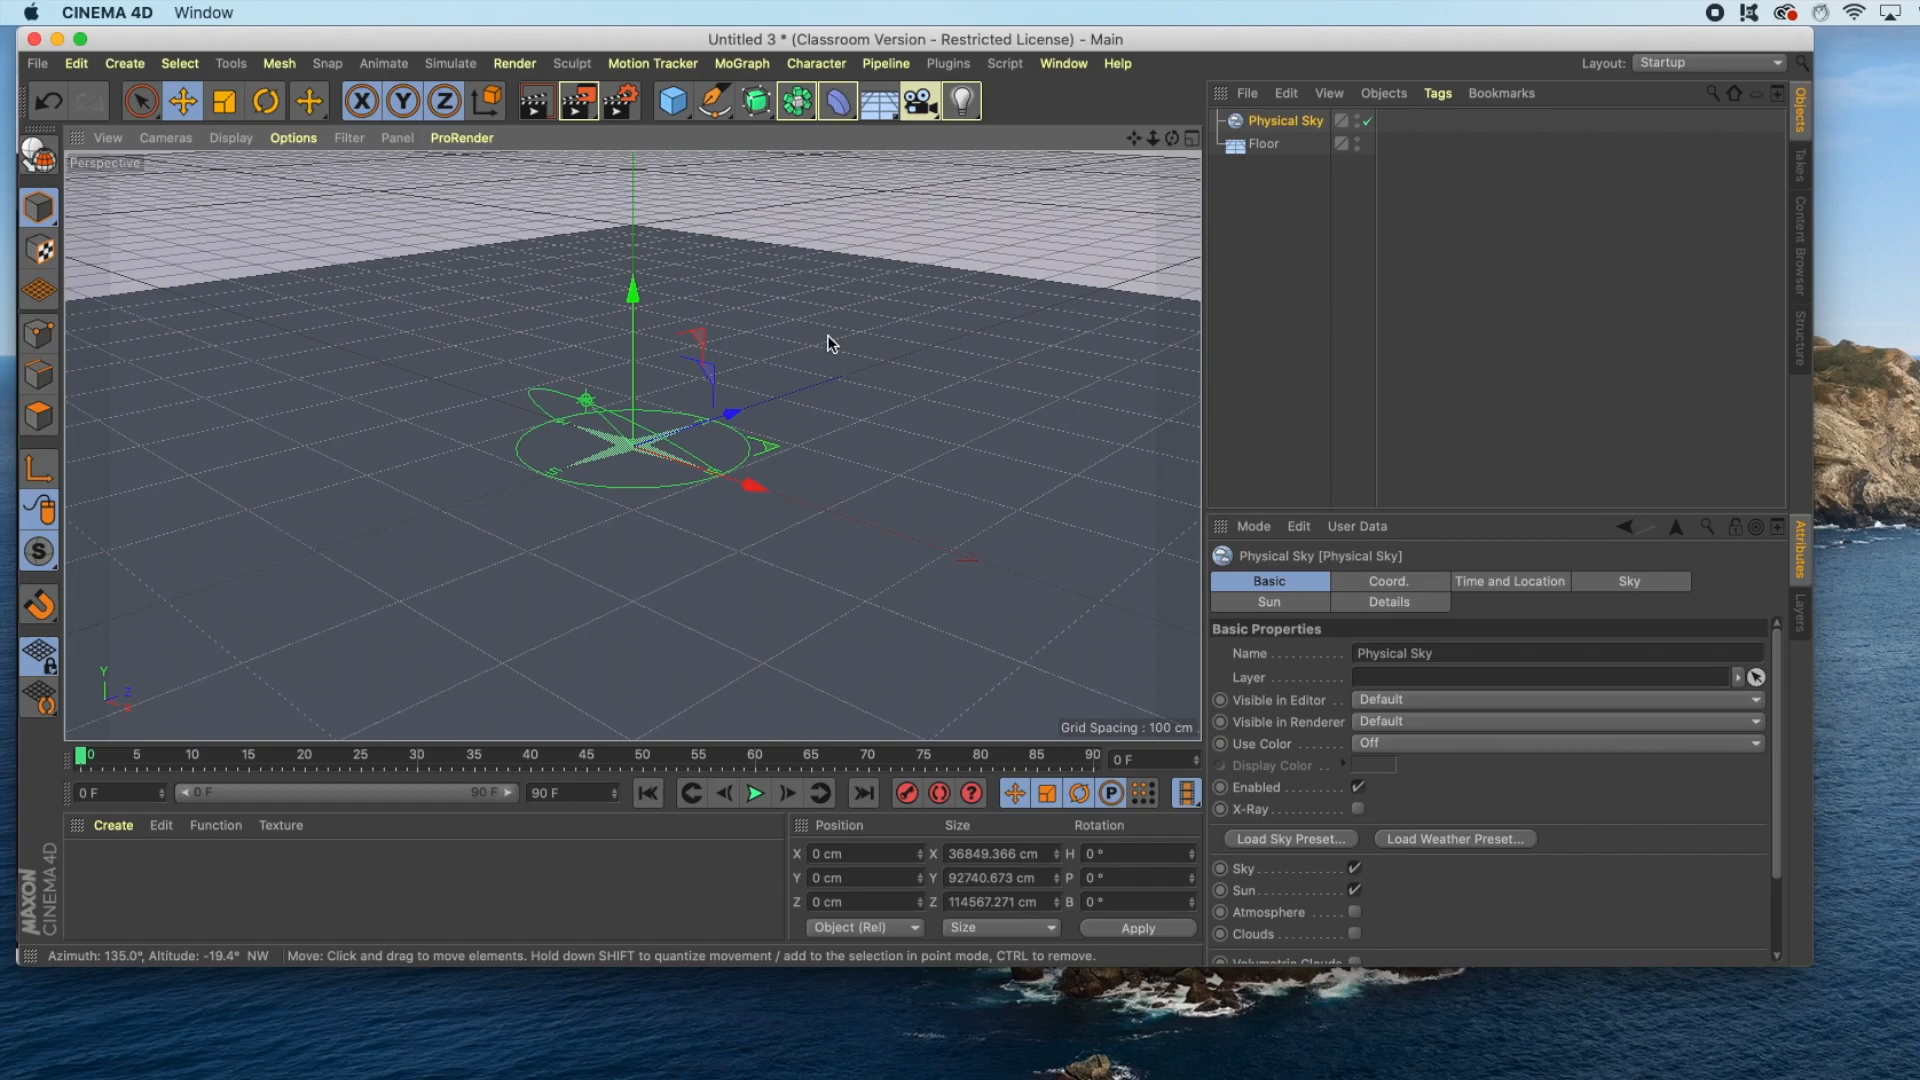 CINEMA 4D Window
Untitled 3 * (Classroom Version - Restricted License) - Main
File Edit Create Select Tools Mesh Snap Animate Simulate Render Sculpt Motion Tracker MoGraph Character Pipeline Plugins Script Window Help Layout: Startup
File Edit View Objects Tags Bookmarks
Objects
Takes
Content Browser
Structure
Physical Sky
Floor
View Cameras Display Options Filter Panel ProRender
Perspective
Grid Spacing : 100 cm
Y
Z
X
Mode Edit User Data
Attributes
Layers
Physical Sky [Physical Sky]
Basic Coord. Time and Location Sky
Sun Details
Basic Properties
Name Physical Sky
Layer
Visible in Editor Default
Visible in Renderer Default
Use Color Off
Display Color
Enabled
X-Ray
Load Sky Preset... Load Weather Preset...
Sky
Sun
Atmosphere
Clouds
Volumetric Clouds
0 5 10 15 20 25 30 35 40 45 50 55 60 65 70 75 80 85 90 0 F
0 F 0 F 90 F 90 F
Create Edit Function Texture
Position Size Rotation
X 0 cm X 36849.366 cm H 0 °
Y 0 cm Y 92740.673 cm P 0 °
Z 0 cm Z 114567.271 cm B 0 °
Object (Rel) Size Apply
MAXON
CINEMA 4D
Azimuth: 135.0°, Altitude: -19.4° NW Move: Click and drag to move elements. Hold down SHIFT to quantize movement / add to the selection in point mode, CTRL to remove.